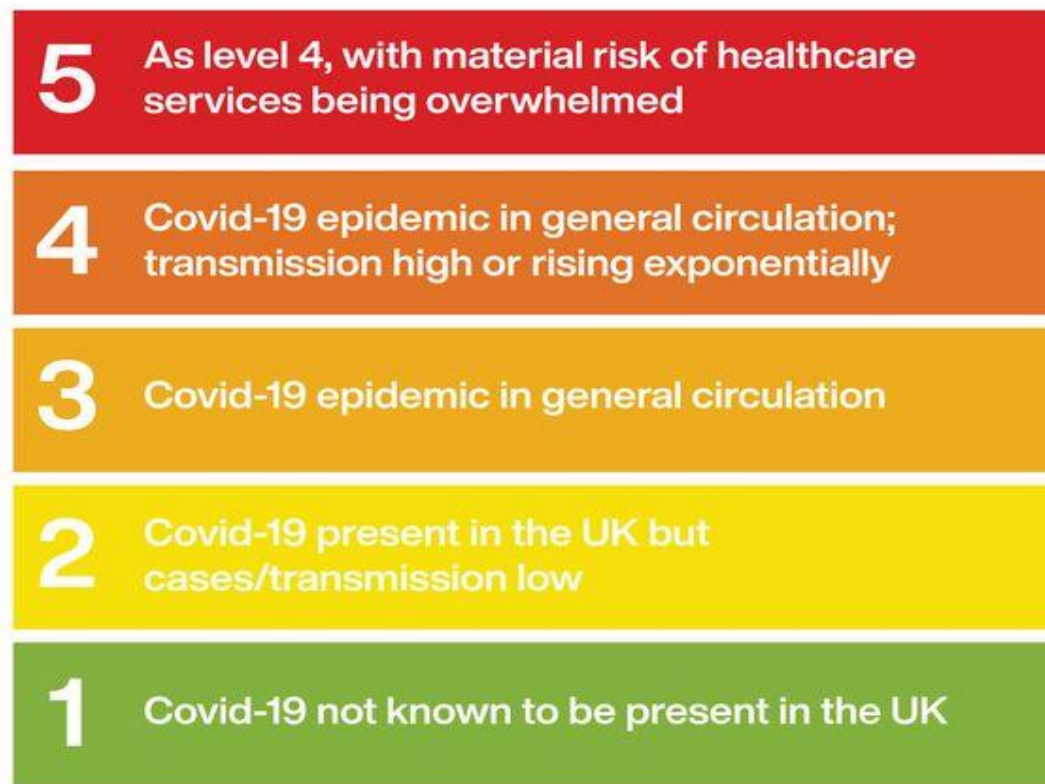 5
As level 4, with material risk of healthcare
services being overwhelmed
4
Covid-19 epidemic in general circulation;
transmission high or rising exponentially
3
Covid-19 epidemic in general circulation
2
Covid-19 present in the UK but
cases/transmission low
1
Covid-19 not known to be present in the UK